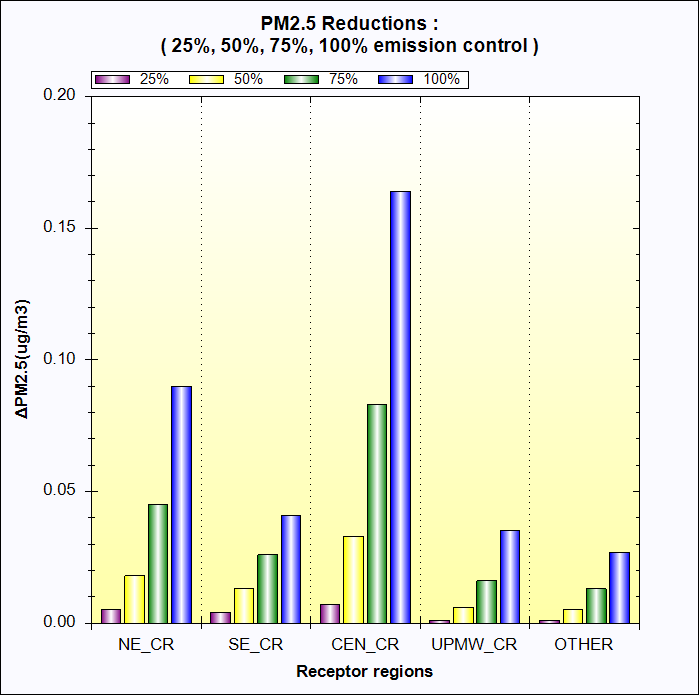 PM2.5 Reductions :
( 25%, 50%, 75%, 100% emission control )
25% 50% 75% 100%
0.20
0.15
0.10
0.05
0.00
ΔPM2.5(ug/m3)
NE_CR SE_CR CEN_CR UPMW_CR OTHER
Receptor regions